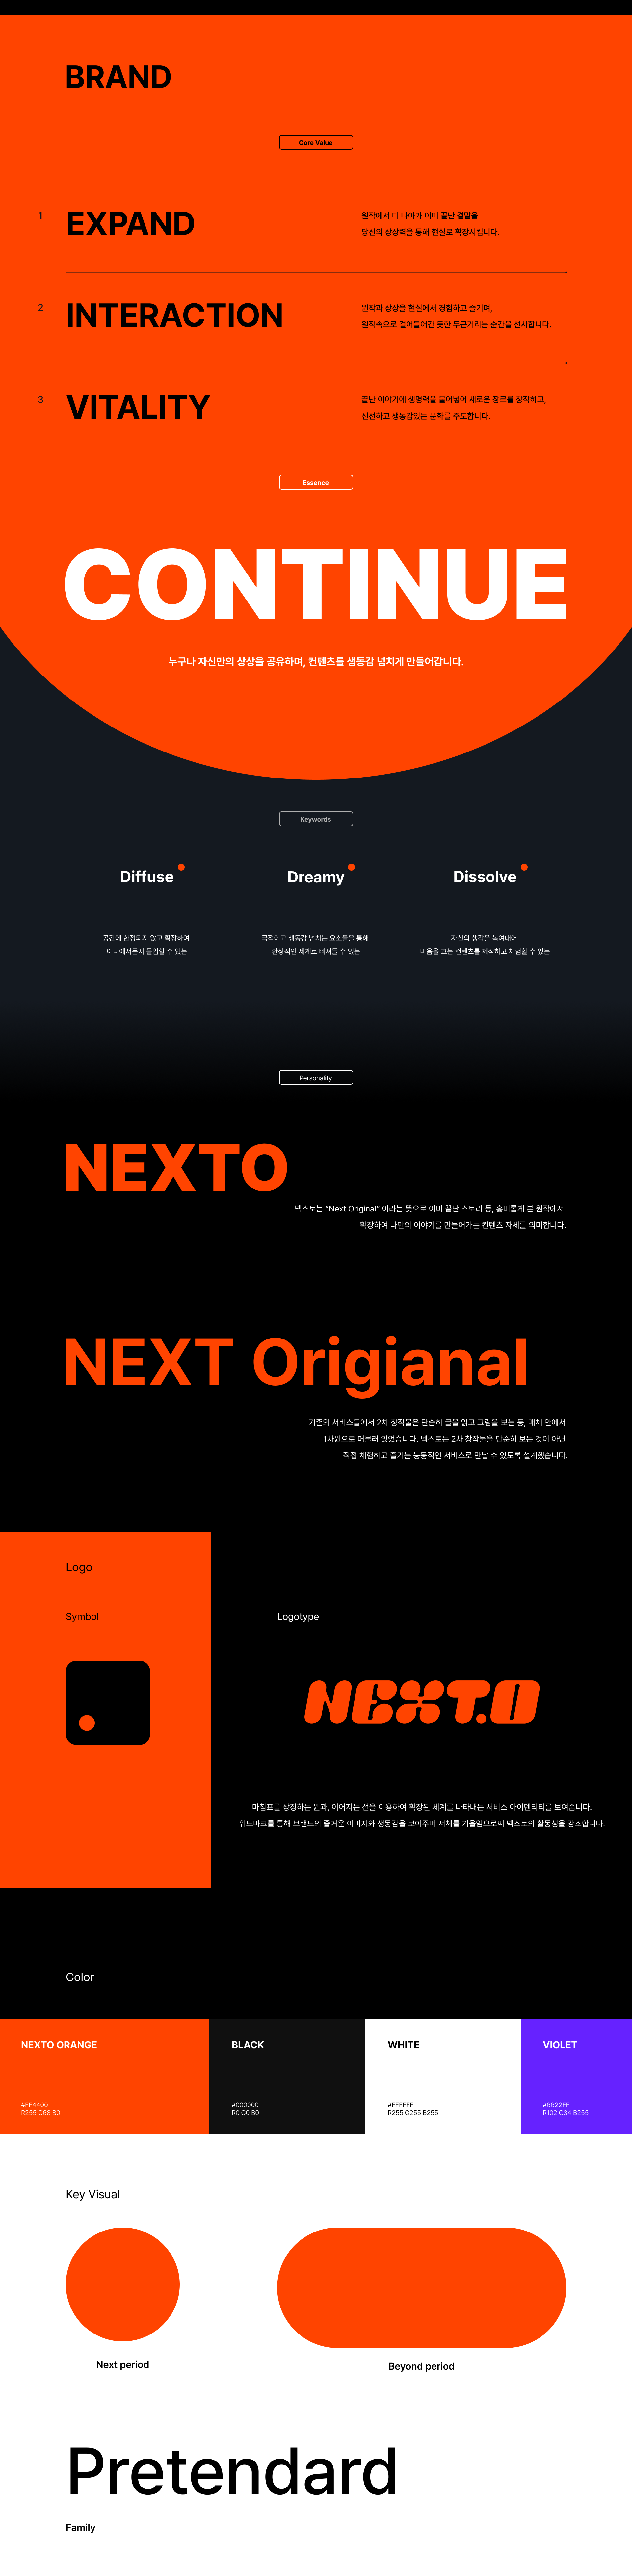 BRAND
Core Value
1
EXPAND
원작에서 더 나아가 이미 끝난 결말을
당신의 상상력을 통해 현실로 확장시킵니다.
2
INTERACTION
원작과 상상을 현실에서 경험하고 즐기며,
원작속으로 걸어들어간 듯한 두근거리는 순간을 선사합니다.
3
VITALITY
끝난 이야기에 생명력을 불어넣어 새로운 장르를 창작하고,
신선하고 생동감있는 문화를 주도합니다.
Essence
CONTINUE
누구나 자신만의 상상을 공유하며, 컨텐츠를 생동감 넘치게 만들어갑니다.
Keywords
Diffuse
공간에 한정되지 않고 확장하여
어디에서든지 몰입할 수 있는
Dreamy
극적이고 생동감 넘치는 요소들을 통해
환상적인 세계로 빠져들 수 있는
Dissolve
자신의 생각을 녹여내어
마음을 끄는 컨텐츠를 제작하고 체험할 수 있는
Personality
NEXTO
넥스토는 “Next Original” 이라는 뜻으로 이미 끝난 스토리 등, 흥미롭게 본 원작에서
확장하여 나만의 이야기를 만들어가는 컨텐츠 자체를 의미합니다.
NEXT Origianal
기존의 서비스들에서 2차 창작물은 단순히 글을 읽고 그림을 보는 등, 매체 안에서
1차원으로 머물러 있었습니다. 넥스토는 2차 창작물을 단순히 보는 것이 아닌
직접 체험하고 즐기는 능동적인 서비스로 만날 수 있도록 설계했습니다.
Logo
Symbol
Logotype
NEXT.O
마침표를 상징하는 원과, 이어지는 선을 이용하여 확장된 세계를 나타내는 서비스 아이덴티티를 보여줍니다.
워드마크를 통해 브랜드의 즐거운 이미지와 생동감을 보여주며 서체를 기울임으로써 넥스토의 활동성을 강조합니다.
Color
NEXTO ORANGE
#FF4400
R255 G68 B0
BLACK
#000000
R0 G0 B0
WHITE
#FFFFFF
R255 G255 B255
VIOLET
#6622FF
R102 G34 B255
Key Visual
Next period
Beyond period
Pretendard
Family